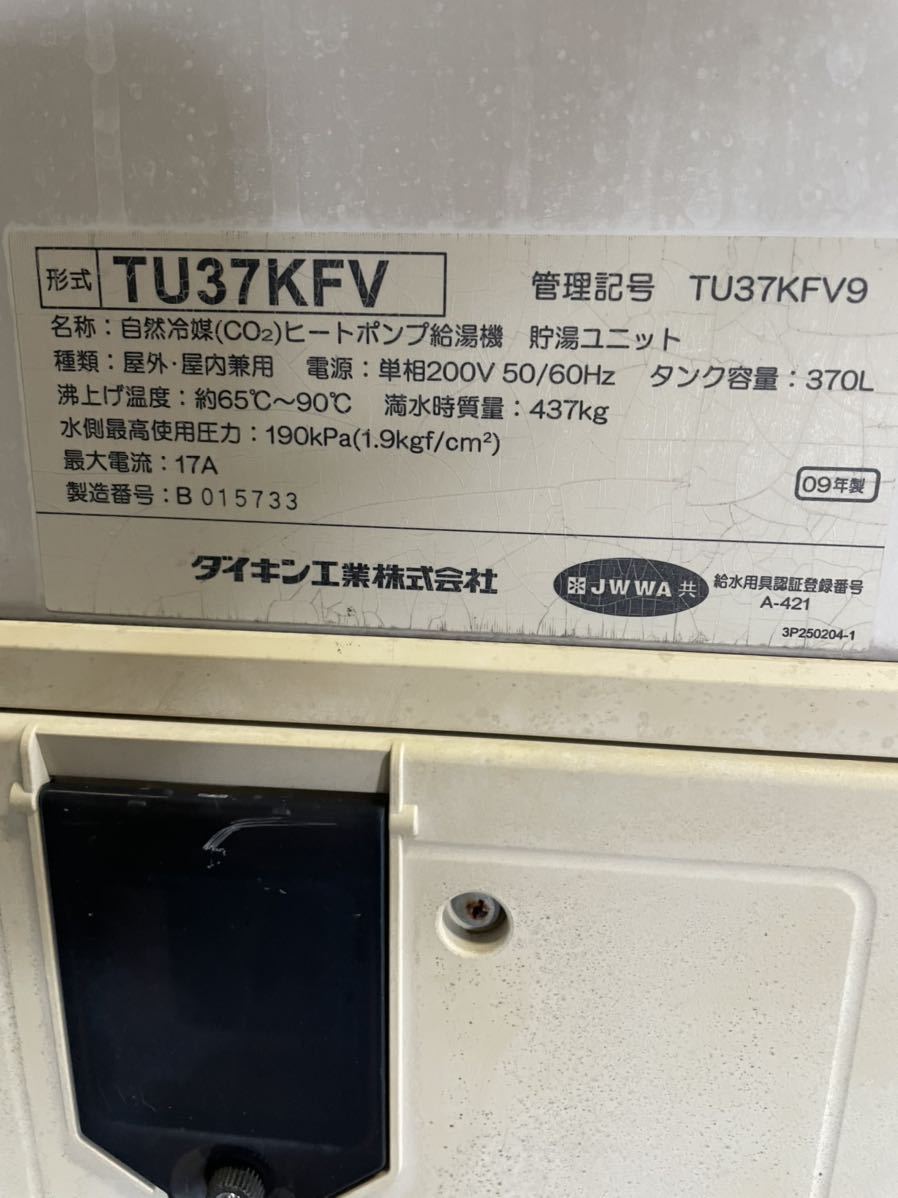 形式 TU37KFV 管理記号 TU37KFV9
名称：自然冷媒(CO₂)ヒートポンプ給湯機 貯湯ユニット
種類：屋外・屋内兼用 電源：単相200V 50/60Hz タンク容量：370L
沸上げ温度：約65℃〜90℃ 満水時質量：437kg
水側最高使用圧力：190kPa(1.9kgf/cm²)
最大電流：17A
製造番号：B 015733
09年製
ダイキン工業株式会社 JWWA 共 給水用具認証登録番号
A-421
3P250204-1